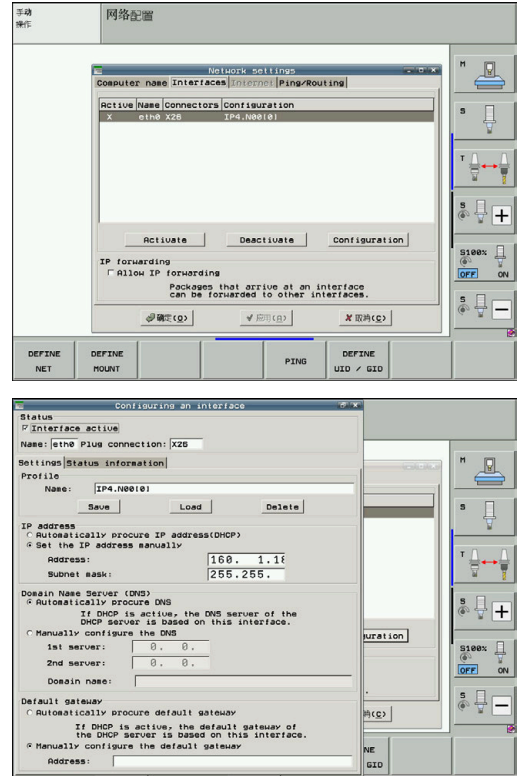 手动
操作
网络配置
Network settings
Computer name Interfaces Internet Ping/Routing
Active Name Connectors Configuration
X eth0 X26 IP4.N00[0]
Activate Deactivate Configuration
IP forwarding
Allow IP forwarding
Packages that arrive at an interface
can be forwarded to other interfaces.
确定(O) 应用(a) 取消(C)
M
S
T
S
S100%
OFF ON
S
DEFINE NET
DEFINE MOUNT
PING
DEFINE UID / GID
Configuring an interface
Status
Interface active
Name: eth0 Plug connection: X26
Settings Status information
Profile
Name: IP4.N00[0]
Save Load Delete
IP address
Automatically procure IP address(DHCP)
Set the IP address manually
Address: 160. 1.18
Subnet mask: 255.255.
Domain Name Server (DNS)
Automatically procure DNS
If DHCP is active, the DNS server of the
DHCP server is based on this interface.
Manually configure the DNS
1st server: 0. 0.
2nd server: 0. 0.
Domain name:
Default gateway
Automatically procure default gateway
If DHCP is active, the default gateway of
the DHCP server is based on this interface.
Manually configure the default gateway
Address:
uration
(C)
NE
GID
M
S
T
S
S100%
OFF ON
S